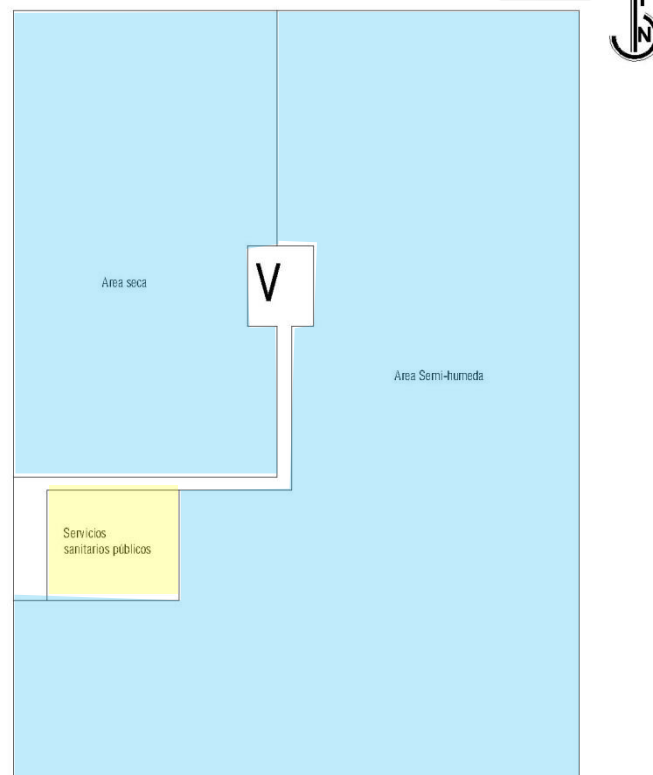 N
Area seca
V
Area Semi-humeda
Servicios
sanitarios públicos